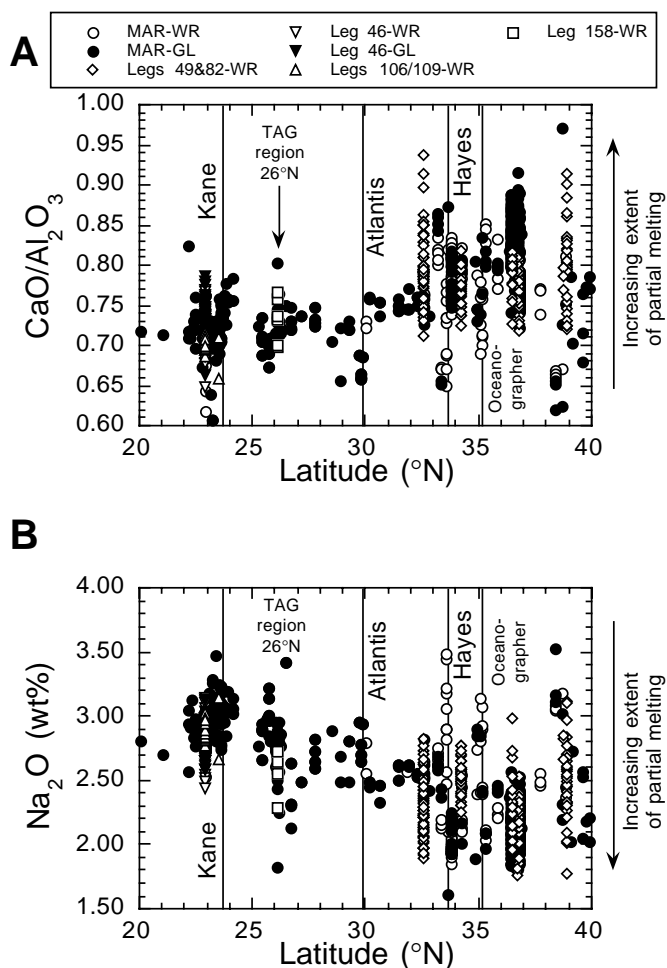 MAR-WR
Leg 46-WR
Leg 158-WR
MAR-GL
Leg 46-GL
Legs 49&82-WR
Legs 106/109-WR
A
1.00
0.95
0.90
0.85
0.80
0.75
0.70
0.65
0.60
CaO/Al2O3
Kane
TAG
region
26°N
Atlantis
Hayes
Oceano-
grapher
Increasing extent
of partial melting
20
25
30
35
40
Latitude (°N)
B
4.00
3.50
3.00
2.50
2.00
1.50
Na2O (wt%)
Kane
TAG
region
26°N
Atlantis
Hayes
Oceano-
grapher
Increasing extent
of partial melting
20
25
30
35
40
Latitude (°N)